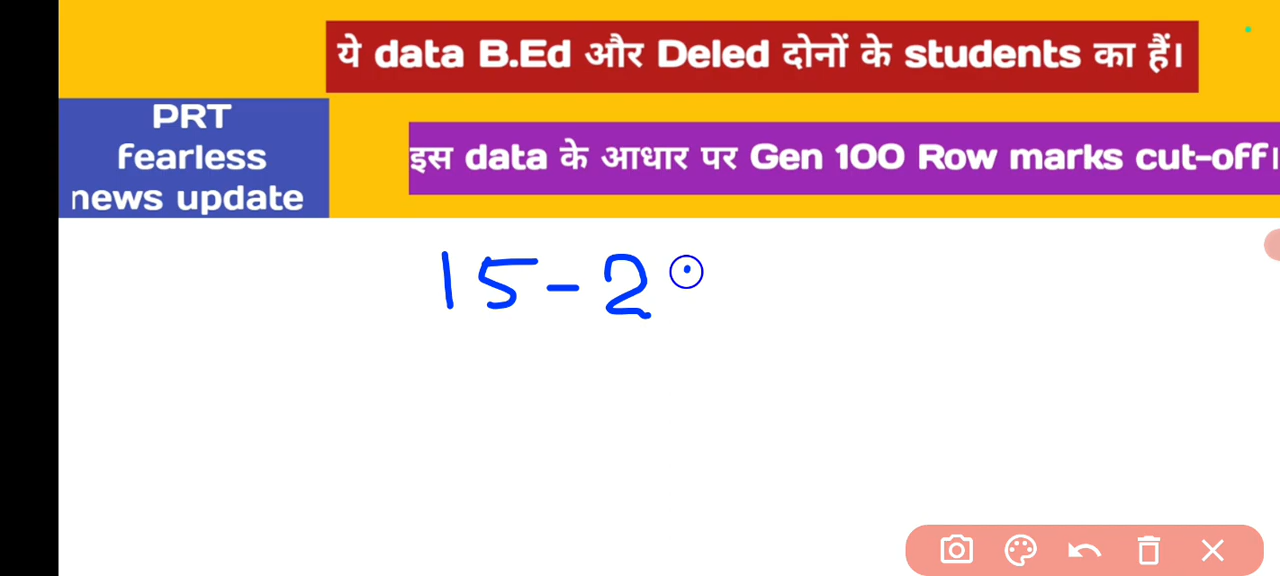 ये data B.Ed और Deled दोनों के students का हैं।
PRT
fearless
news update
इस data के आधार पर Gen 100 Row marks cut-off।
15-2